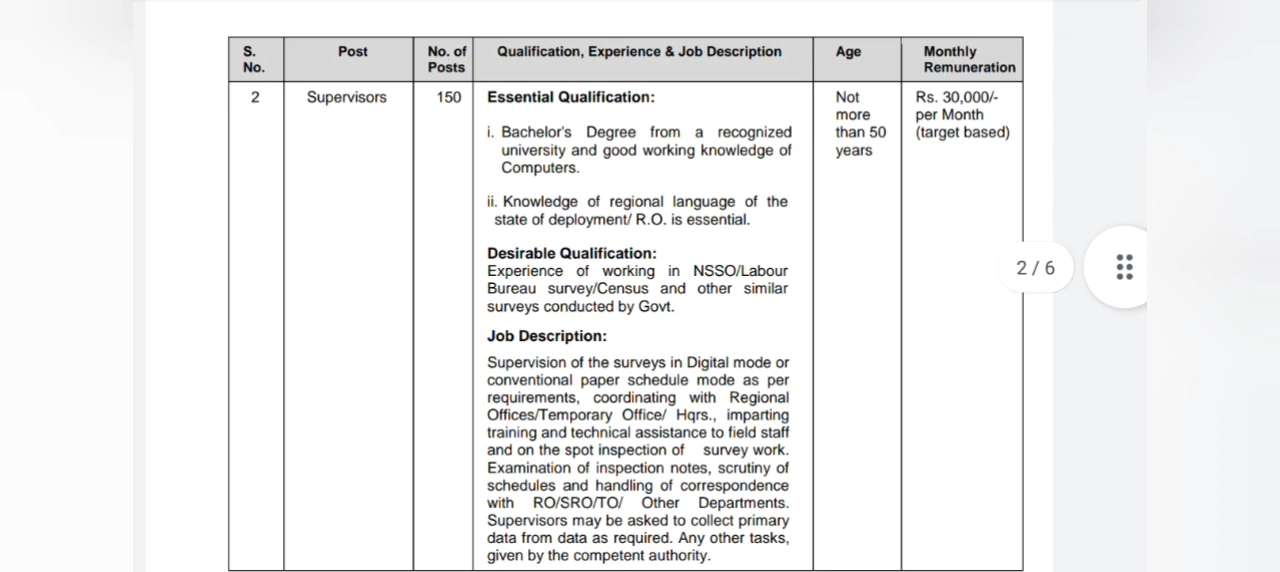 S. No.
Post
No. of Posts
Qualification, Experience & Job Description
Age
Monthly Remuneration
2
Supervisors
150
Essential Qualification:
i. Bachelor's Degree from a recognized
university and good working knowledge of
Computers.
ii. Knowledge of regional language of the
state of deployment/ R.O. is essential.
Desirable Qualification:
Experience of working in NSSO/Labour
Bureau survey/Census and other similar
surveys conducted by Govt.
Job Description:
Supervision of the surveys in Digital mode or
conventional paper schedule mode as per
requirements, coordinating with Regional
Offices/Temporary Office/ Hqrs., imparting
training and technical assistance to field staff
and on the spot inspection of survey work.
Examination of inspection notes, scrutiny of
schedules and handling of correspondence
with RO/SRO/TO/ Other Departments.
Supervisors may be asked to collect primary
data from data as required. Any other tasks,
given by the competent authority.
Not
more
than 50
years
Rs. 30,000/-
per Month
(target based)
2 / 6